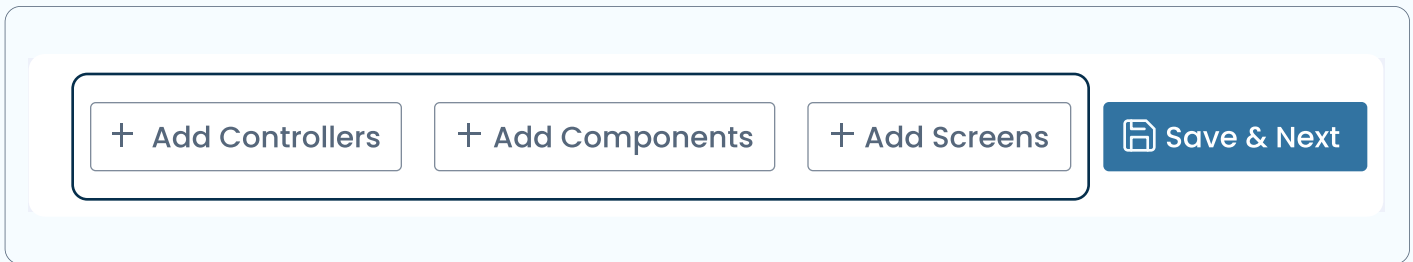 Add Controllers
Add Components
Add Screens
Save & Next